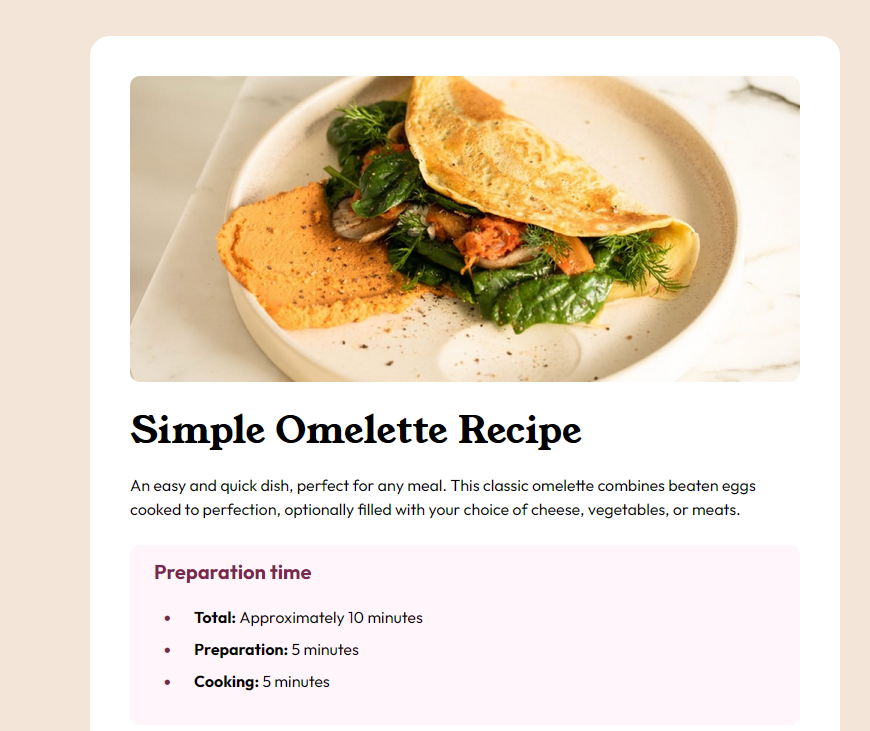 Simple Omelette Recipe
An easy and quick dish, perfect for any meal. This classic omelette combines beaten eggs
cooked to perfection, optionally filled with your choice of cheese, vegetables, or meats.
Preparation time
• Total: Approximately 10 minutes
• Preparation: 5 minutes
• Cooking: 5 minutes